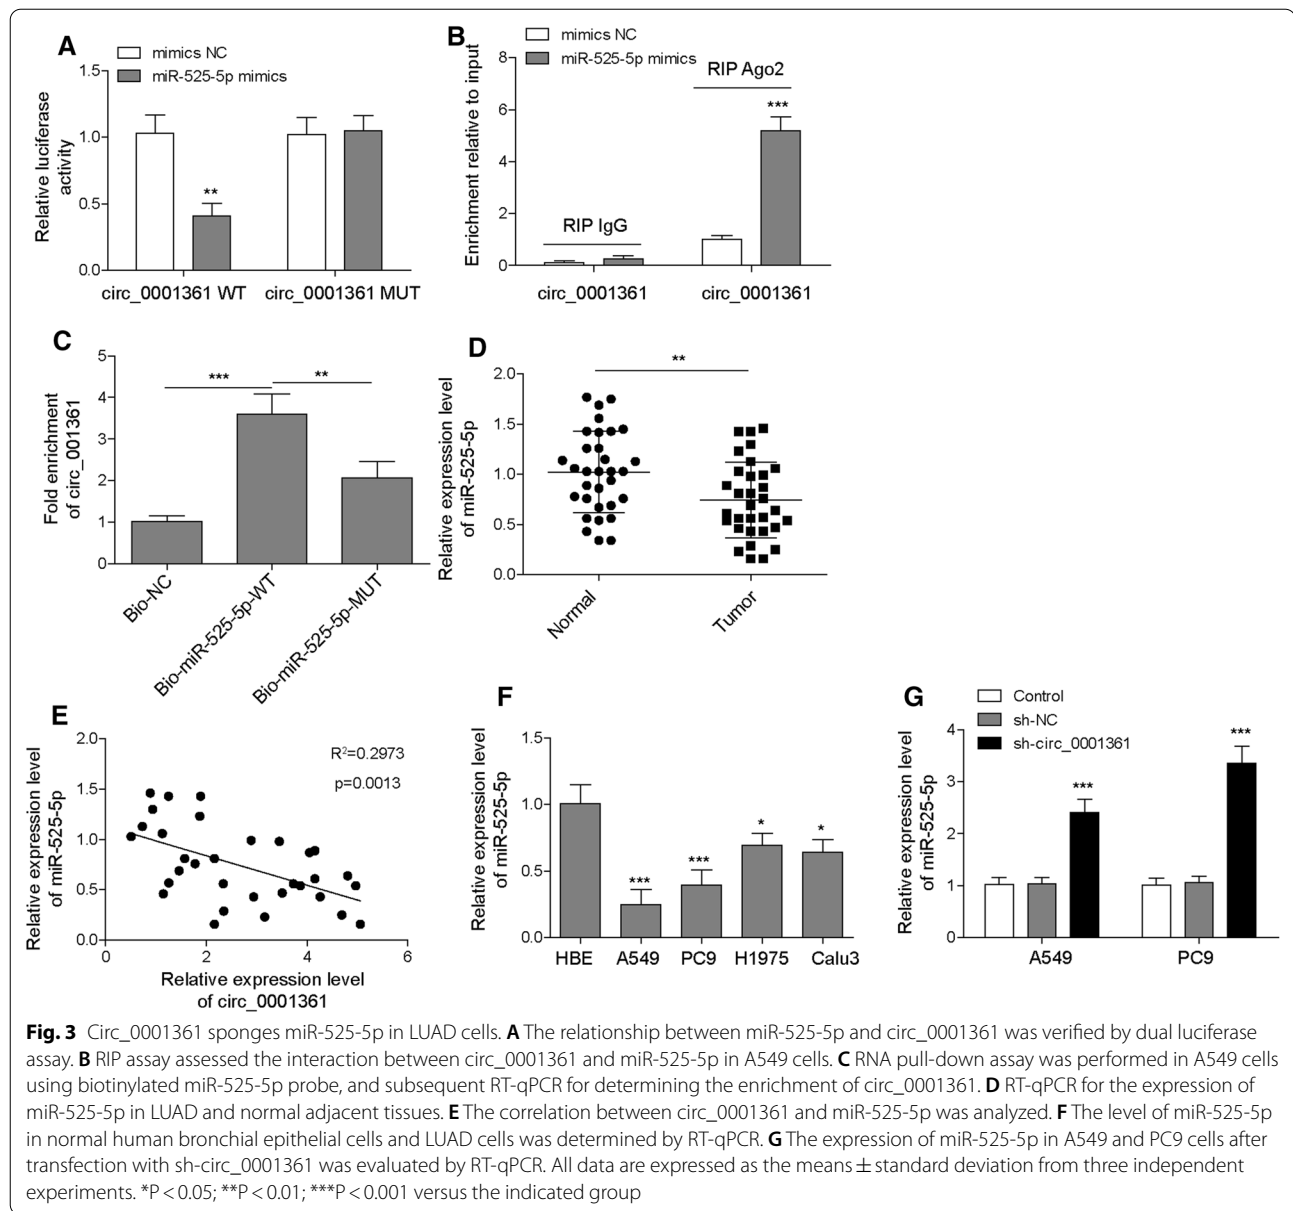 A
mimics NC
miR-525-5p mimics
Relative luciferase
activity
1.5
1.0
0.5
0.0
**
circ_0001361 WT
circ_0001361 MUT
B
mimics NC
miR-525-5p mimics
Enrichment relative to input
8
6
4
2
0
RIP IgG
RIP Ago2
***
circ_0001361
circ_0001361
C
Fold enrichment
of circ_001361
5
4
3
2
1
0
***
**
Bio-NC
Bio-miR-525-5p-WT
Bio-miR-525-5p-MUT
D
Relative expression level
of miR-525-5p
2.0
1.5
1.0
0.5
0.0
**
Normal
Tumor
E
Relative expression level
of miR-525-5p
2.0
1.5
1.0
0.5
0.0
R²=0.2973
p=0.0013
0
2
4
6
Relative expression level
of circ_0001361
F
Relative expression level
of miR-525-5p
1.5
1.0
0.5
0.0
***
***
*
*
HBE
A549
PC9
H1975
Calu3
G
Control
sh-NC
sh-circ_0001361
Relative expression level
of miR-525-5p
4
3
2
1
0
***
***
A549
PC9
Fig. 3 Circ_0001361 sponges miR-525-5p in LUAD cells. A The relationship between miR-525-5p and circ_0001361 was verified by dual luciferase
assay. B RIP assay assessed the interaction between circ_0001361 and miR-525-5p in A549 cells. C RNA pull-down assay was performed in A549 cells
using biotinylated miR-525-5p probe, and subsequent RT-qPCR for determining the enrichment of circ_0001361. D RT-qPCR for the expression of
miR-525-5p in LUAD and normal adjacent tissues. E The correlation between circ_0001361 and miR-525-5p was analyzed. F The level of miR-525-5p
in normal human bronchial epithelial cells and LUAD cells was determined by RT-qPCR. G The expression of miR-525-5p in A549 and PC9 cells after
transfection with sh-circ_0001361 was evaluated by RT-qPCR. All data are expressed as the means ± standard deviation from three independent
experiments. *P < 0.05; **P < 0.01; ***P < 0.001 versus the indicated group